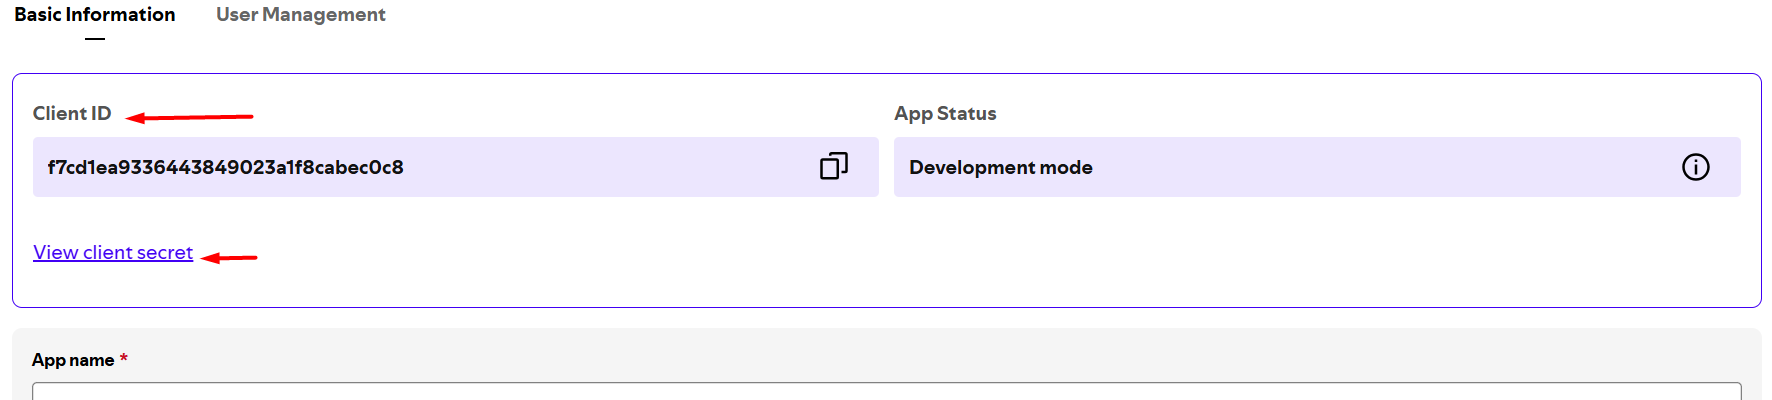 Basic Information User Management
Client ID App Status
f7cd1ea9336443849023a1f8cabec0c8 Development mode
View client secret
App name *